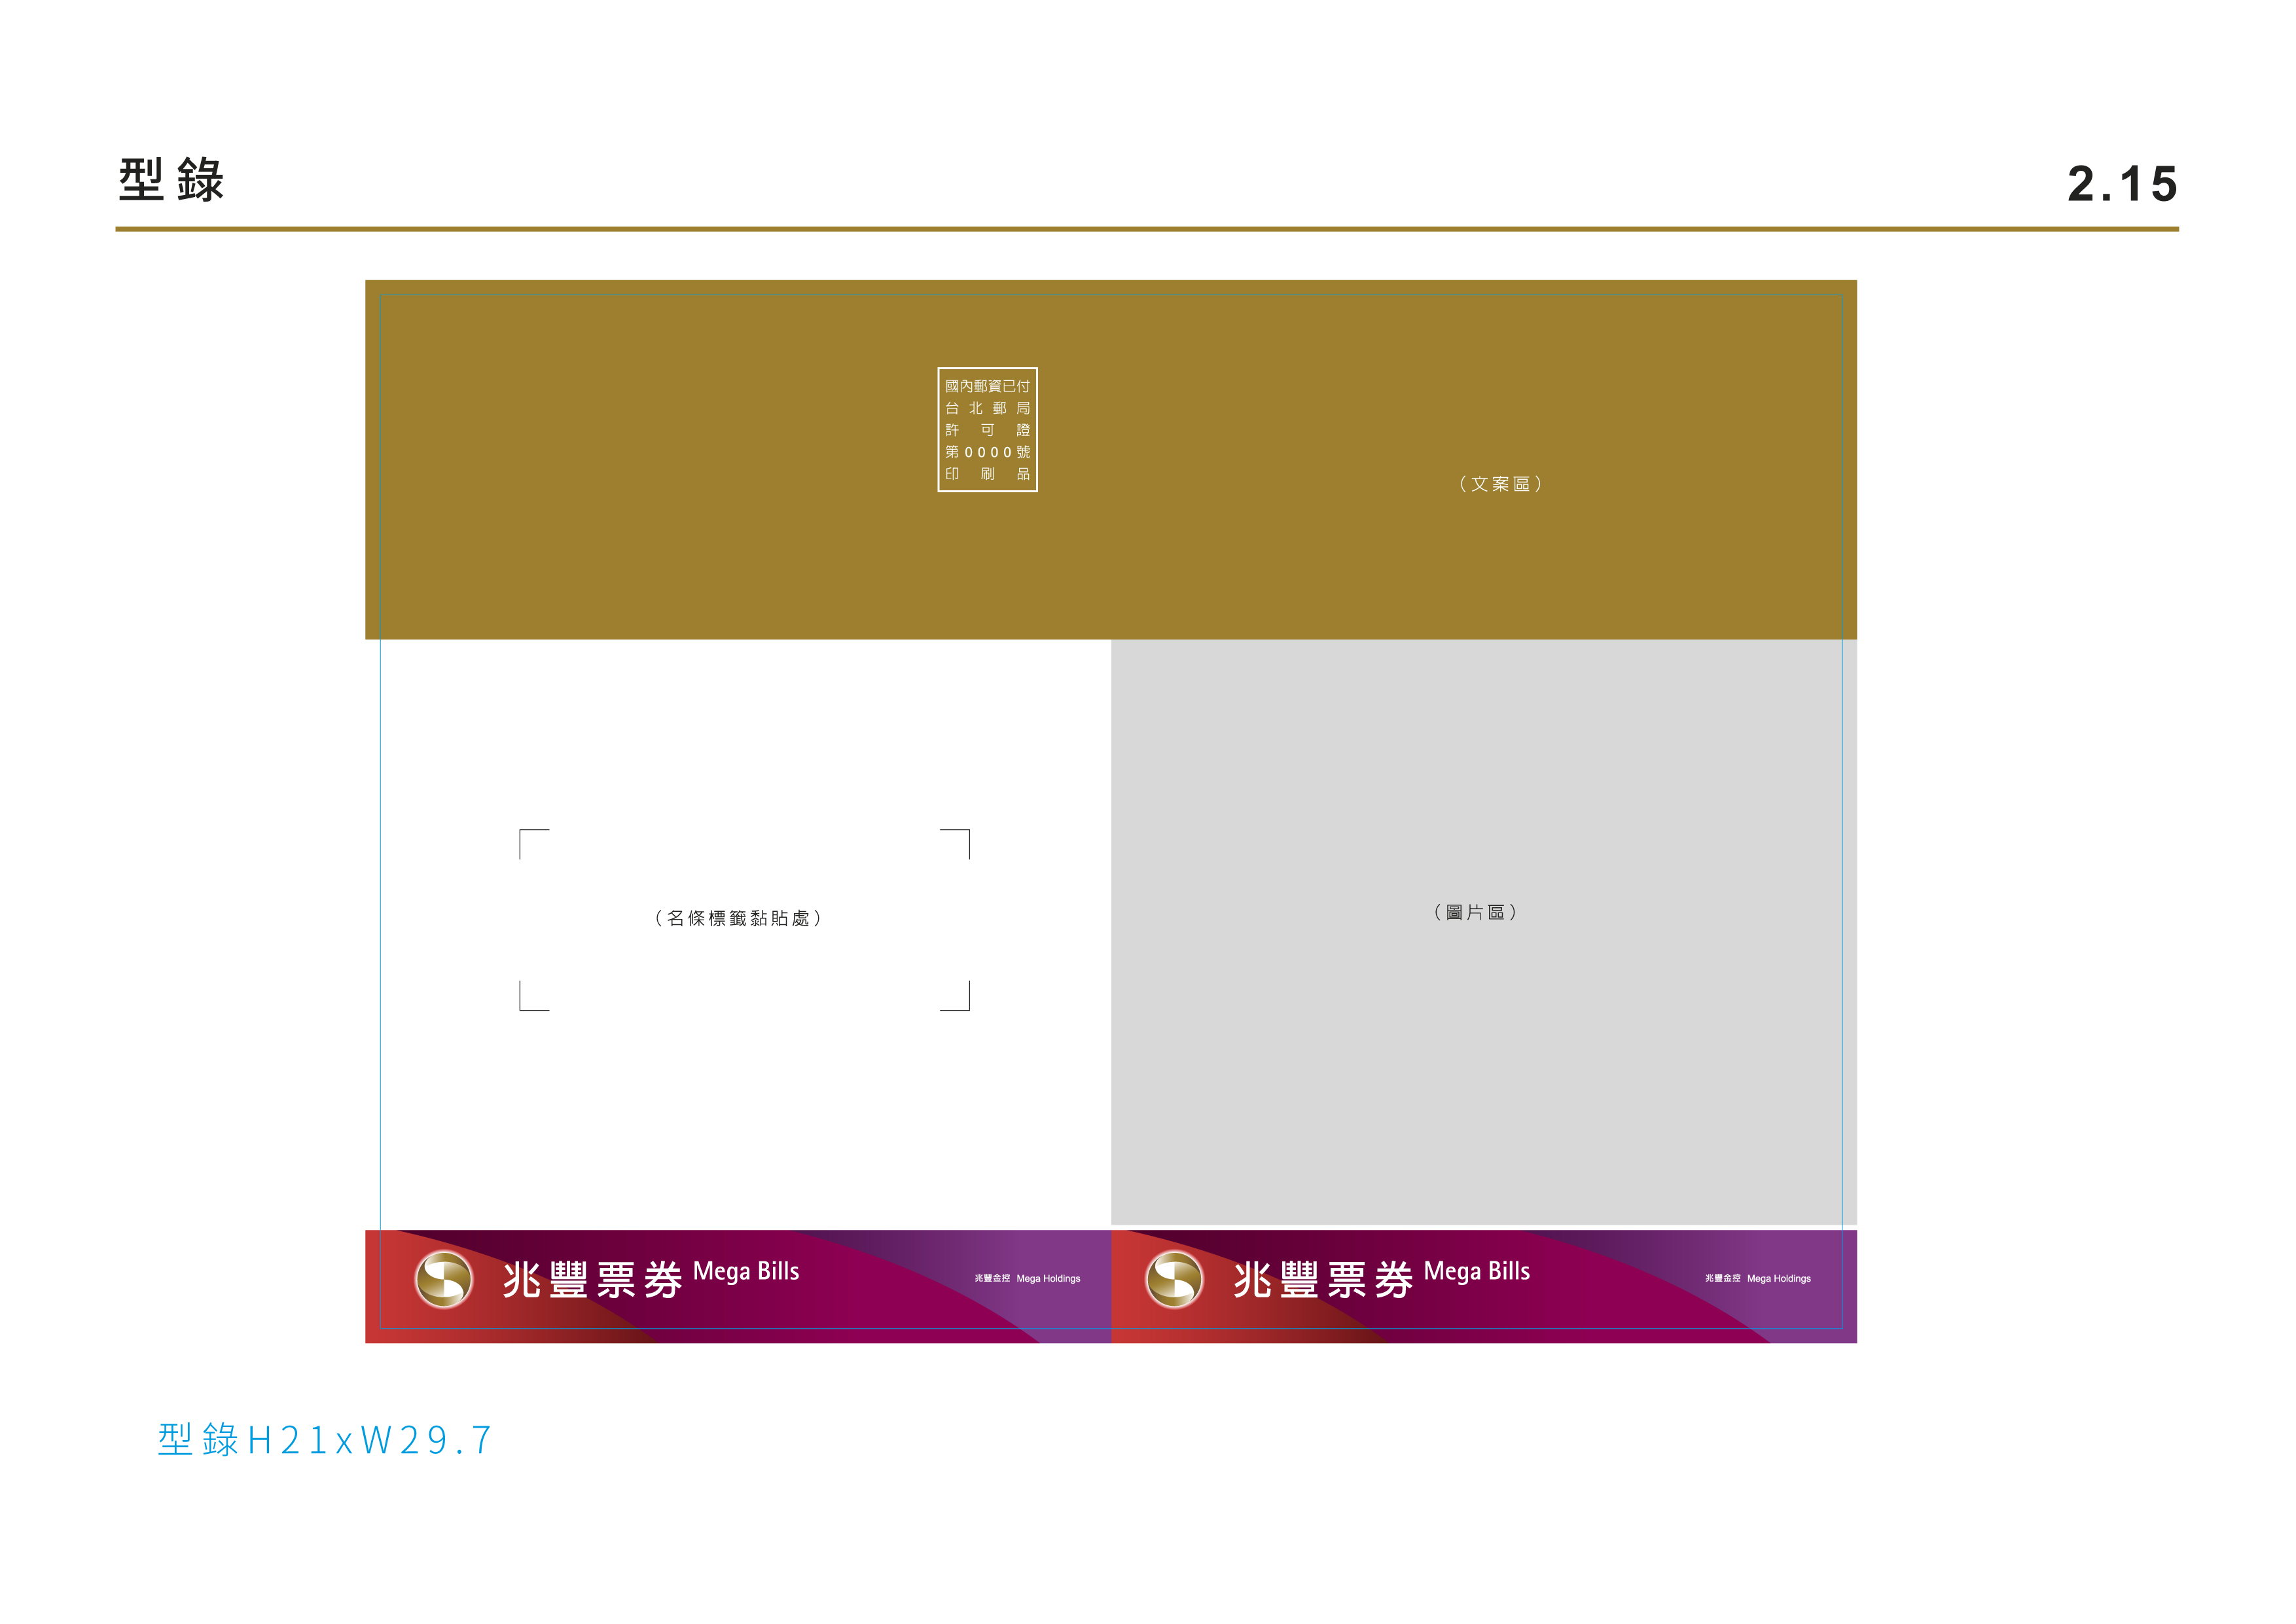 型錄
2.15
國內郵資已付
台北郵局
許可證
第0000號
印刷品
（文案區）
（名條標籤黏貼處）
（圖片區）
兆豐票券 Mega Bills
兆豐金控 Mega Holdings
兆豐票券 Mega Bills
兆豐金控 Mega Holdings
型錄H21xW29.7